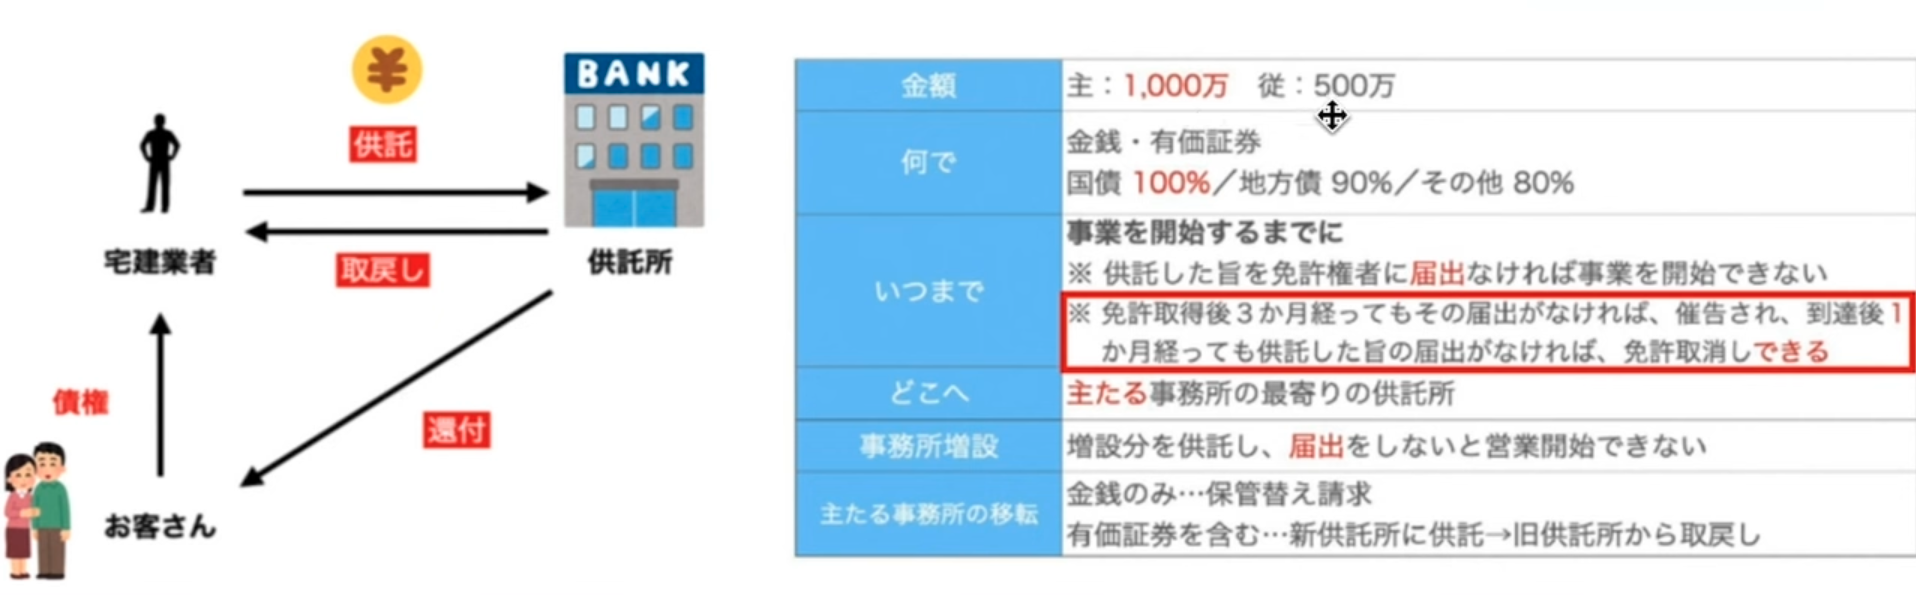 BANK
供託
取戻し
宅建業者
供託所
債権
還付
お客さん
金額
主：1,000万　従：500万
何で
金銭・有価証券
国債 100%／地方債 90%／その他 80%
いつまで
事業を開始するまでに
※ 供託した旨を免許権者に届出なければ事業を開始できない
※ 免許取得後３か月経ってもその届出がなければ、催告され、到達後1
か月経っても供託した旨の届出がなければ、免許取消しできる
どこへ
主たる事務所の最寄りの供託所
事務所増設
増設分を供託し、届出をしないと営業開始できない
主たる事務所の移転
金銭のみ…保管替え請求
有価証券を含む…新供託所に供託→旧供託所から取戻し